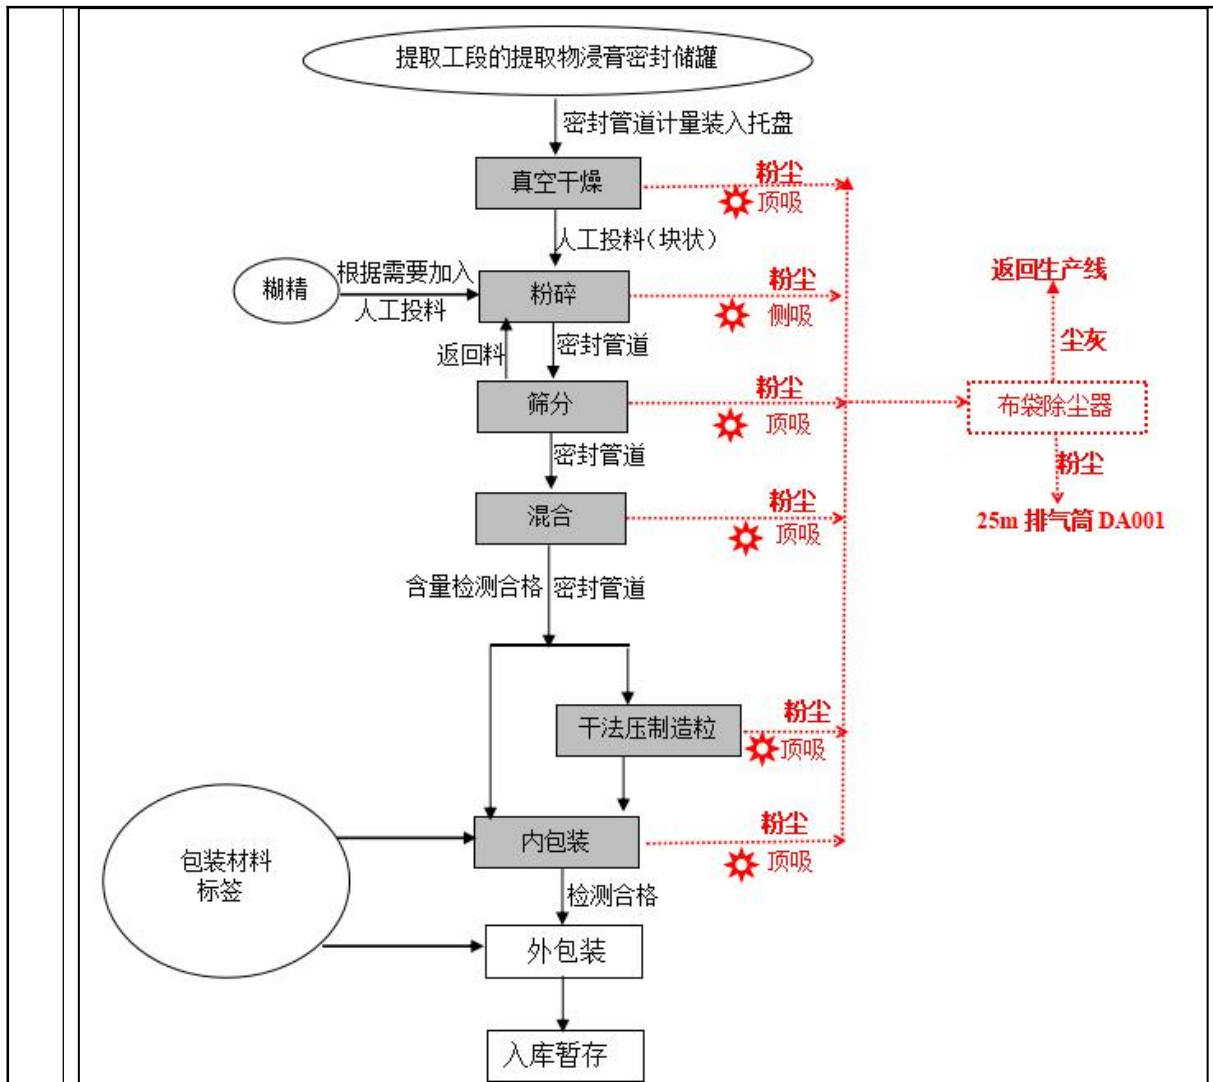 提取工段的提取物浸膏密封储罐
密封管道计量装入托盘
真空干燥
粉尘
顶吸
人工投料（块状）
糊精
根据需要加入
人工投料
粉碎
粉尘
侧吸
返回料
密封管道
筛分
粉尘
顶吸
密封管道
混合
粉尘
顶吸
返回生产线
尘灰
布袋除尘器
粉尘
25m 排气筒 DA001
含量检测合格
密封管道
干法压制造粒
粉尘
顶吸
内包装
粉尘
顶吸
包装材料
标签
检测合格
外包装
入库暂存